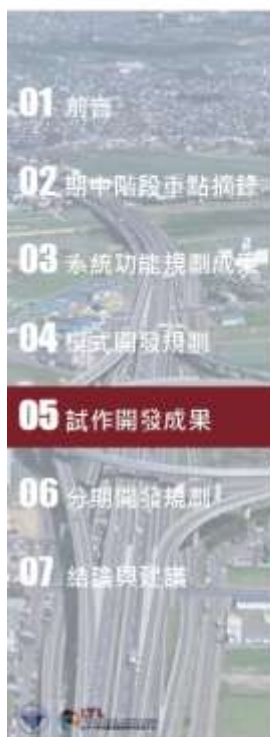 01 前言
02 期中階段重點摘錄
03 系統功能規劃成果
04 模式開發規劃
05 試作開發成果
06 分期開發規劃
07 結論與建議